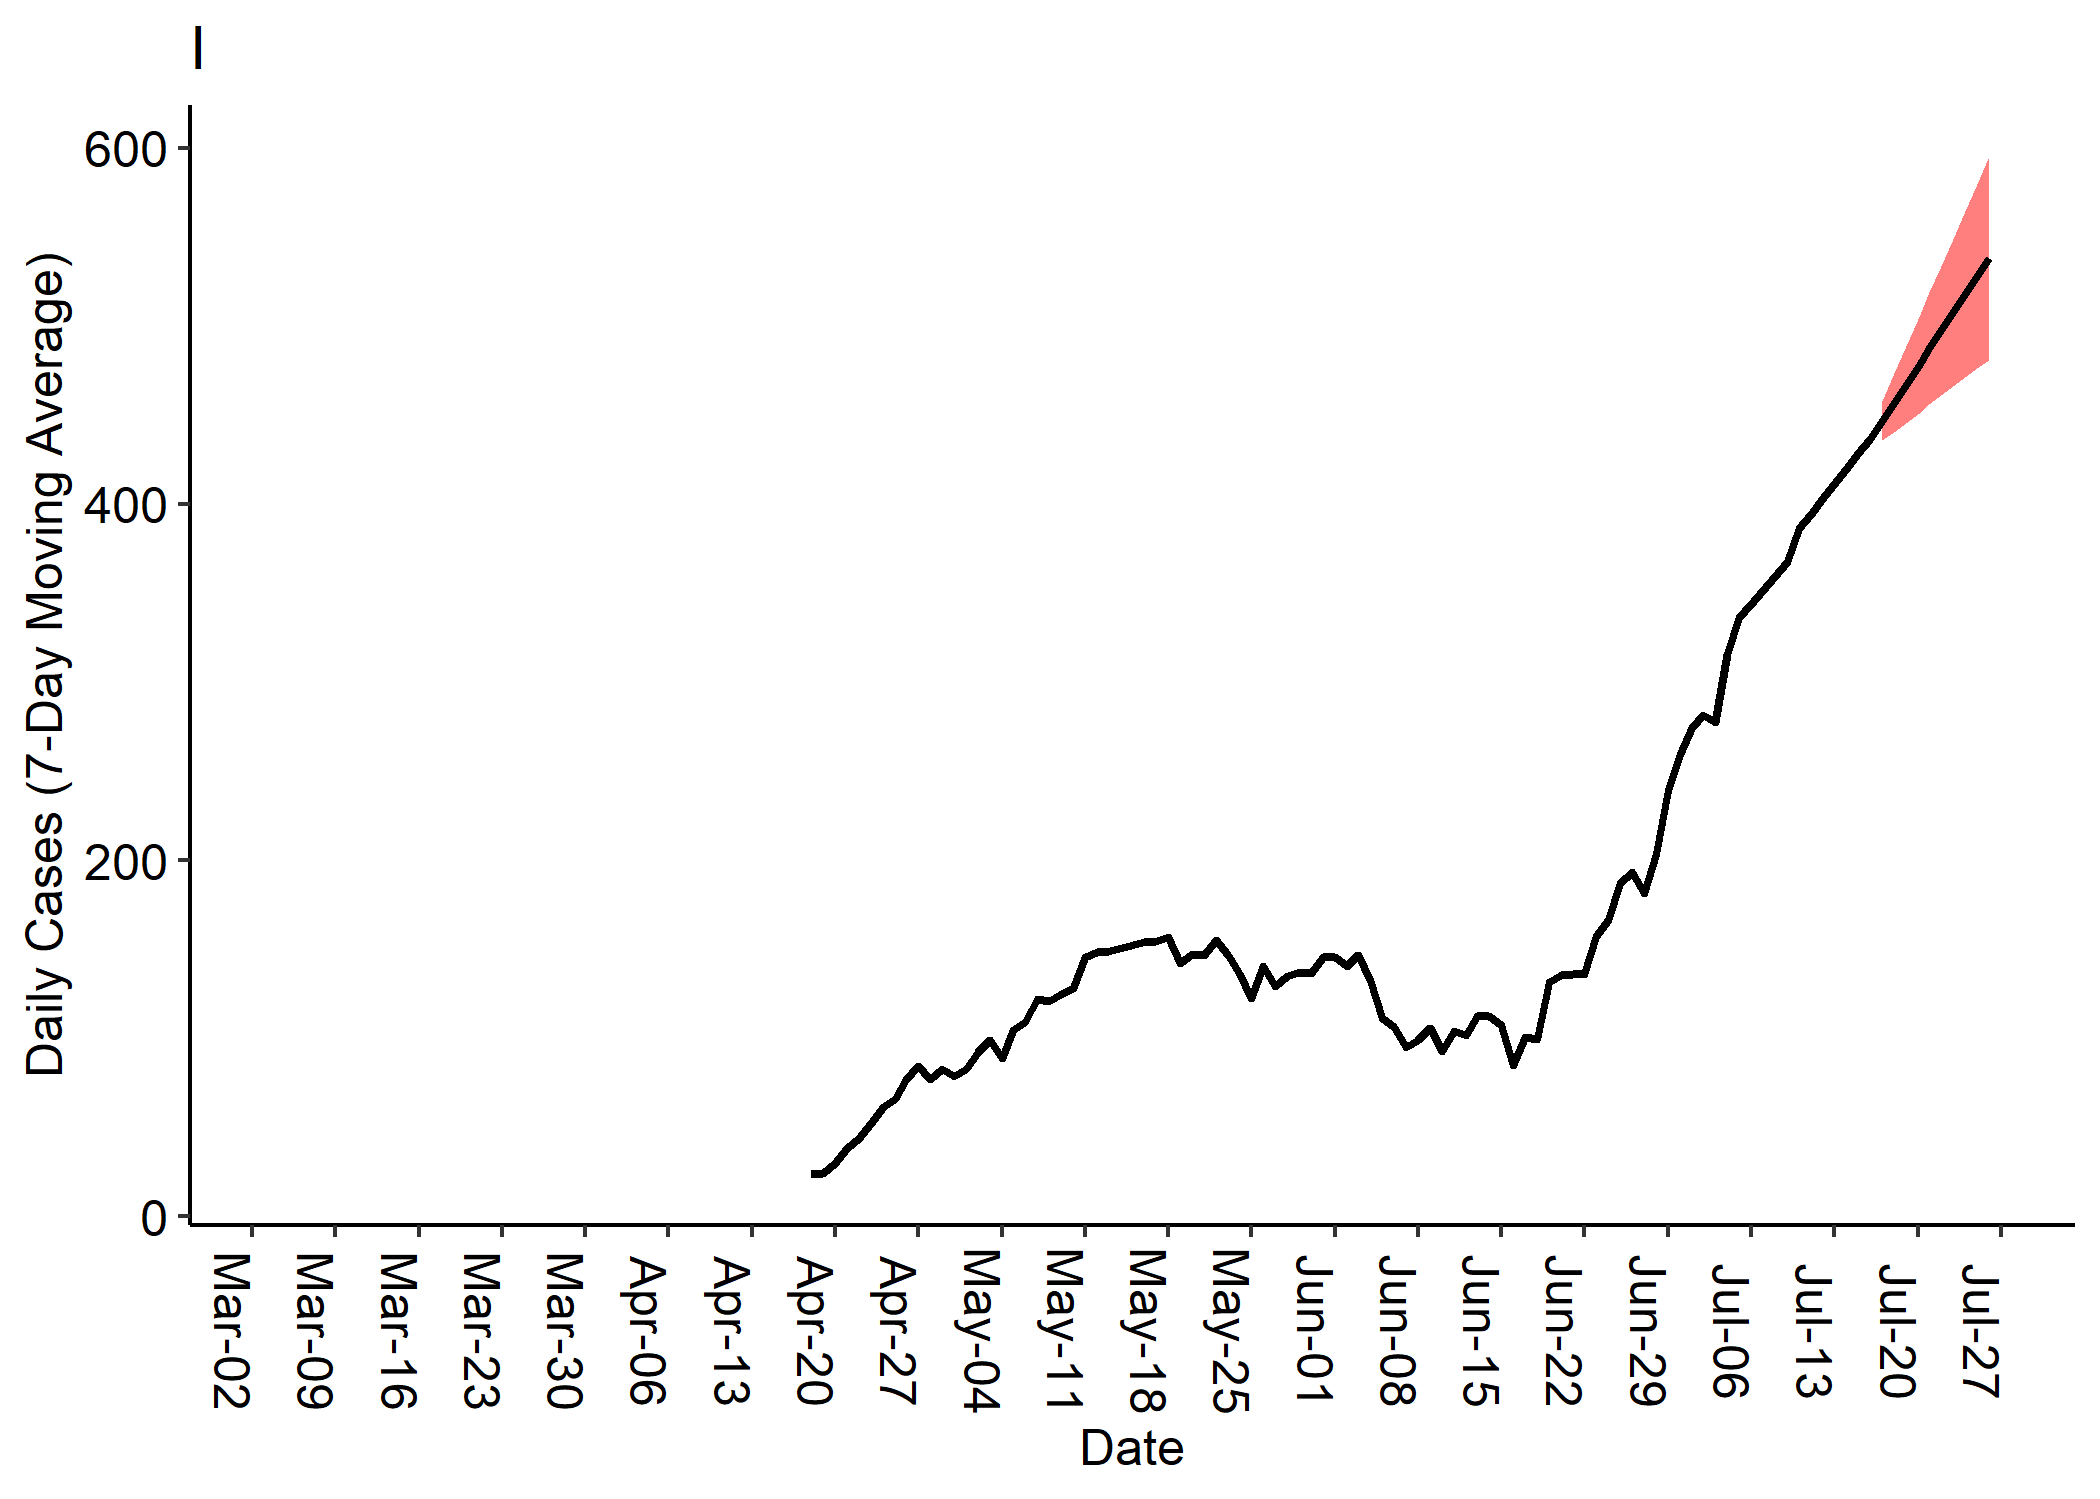 I
Daily Cases (7-Day Moving Average)
600
400
200
0
Mar-02
Mar-09
Mar-16
Mar-23
Mar-30
Apr-06
Apr-13
Apr-20
Apr-27
May-04
May-11
May-18
May-25
Jun-01
Jun-08
Jun-15
Jun-22
Jun-29
Jul-06
Jul-13
Jul-20
Jul-27
Date